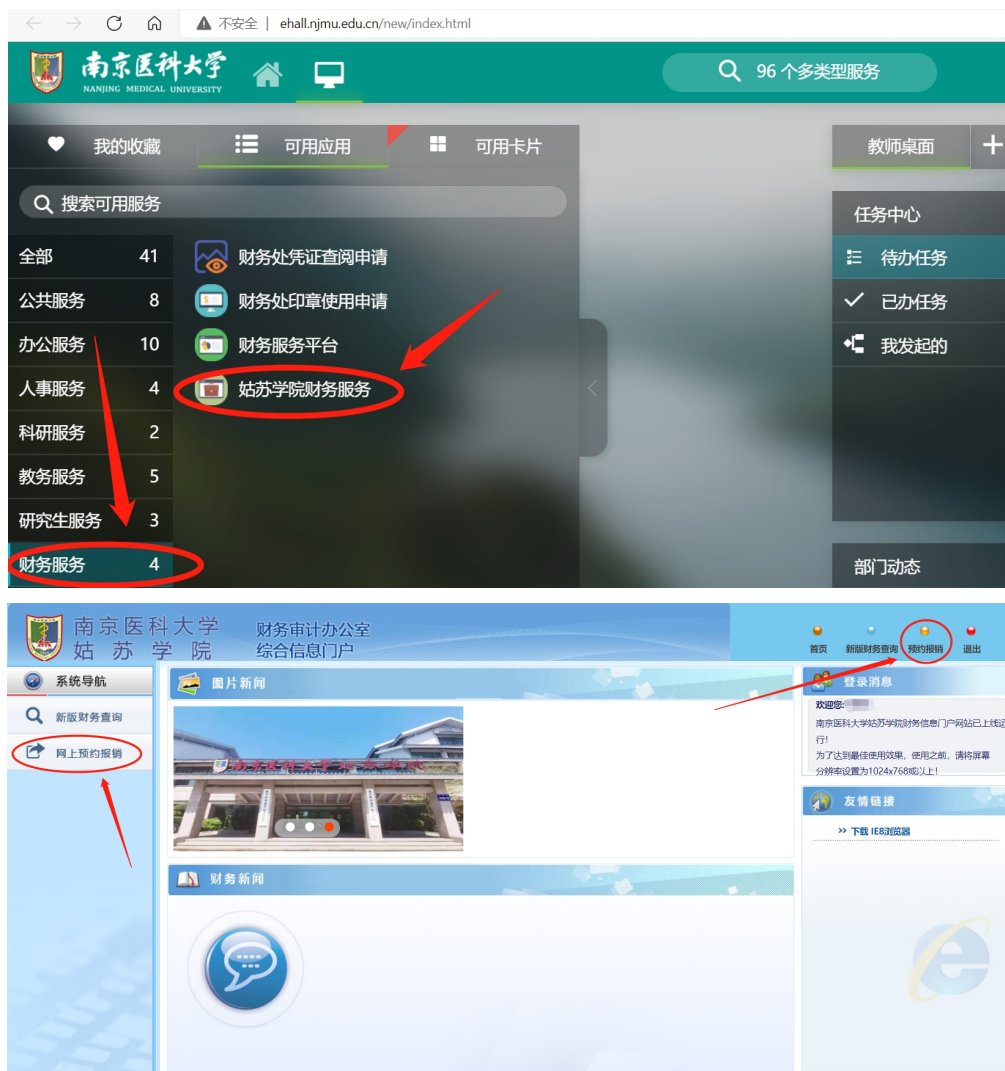 不安全 | ehall.njmu.edu.cn/new/index.html
南京医科大学
NANJING MEDICAL UNIVERSITY
96 个多类型服务
我的收藏
可用应用
可用卡片
教师桌面
搜索可用服务
任务中心
全部 41
财务处凭证查阅申请
待办任务
公共服务 8
财务处印章使用申请
已办任务
办公服务 10
财务服务平台
我发起的
人事服务 4
姑苏学院财务服务
科研服务 2
教务服务 5
研究生服务 3
财务服务 4
部门动态
南京医科大学
姑苏学院
财务审计办公室
综合信息门户
首页 新版财务查询 预约报销 退出
系统导航
新版财务查询
网上预约报销
图片新闻
南京医科大学姑苏学院
财务新闻
登录消息
欢迎您:
南京医科大学姑苏学院财务信息门户网站已上线运
行!
为了达到最佳使用效果, 使用之前, 请将屏幕
分辨率设置为1024x768或以上!
友情链接
>> 下载 IE8浏览器